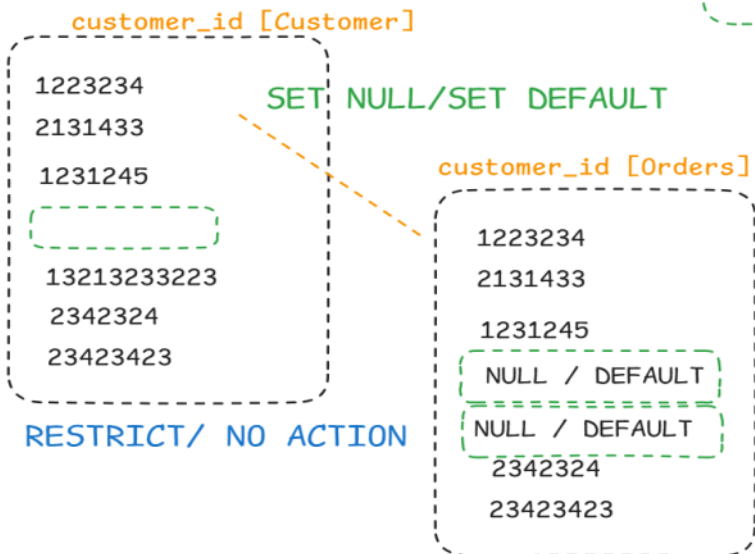 customer_id [Customer]
1223234
2131433
1231245
13213233223
2342324
23423423
SET NULL/SET DEFAULT
customer_id [Orders]
1223234
2131433
1231245
NULL / DEFAULT
NULL / DEFAULT
2342324
23423423
RESTRICT/ NO ACTION